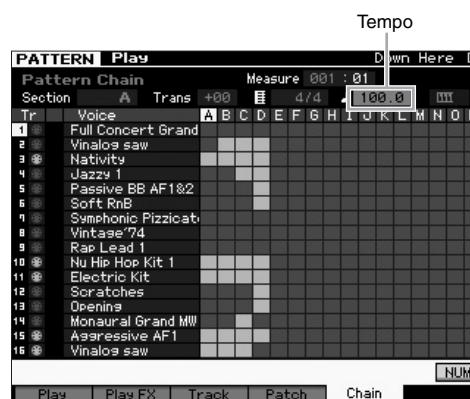 Tempo
PATTERN Play Down Here
Pattern Chain Measure 001 : 01
Section A Trans +00 4/4 100.0
Tr Voice A B C D E F G H I J K L M N O
1 Full Concert Grand
2 Vinalog saw
3 Nativity
4 Jazzy 1
5 Passive BB AF1&2
6 Soft RnB
7 Symphonic Pizzicato
8 Vintage'74
9 Rap Lead 1
10 Nu Hip Hop Kit 1
11 Electric Kit
12 Scratches
13 Opening
14 Monaural Grand MW
15 Aggressive AF1
16 Vinalog saw
NUM
Play Play FX Track Patch Chain